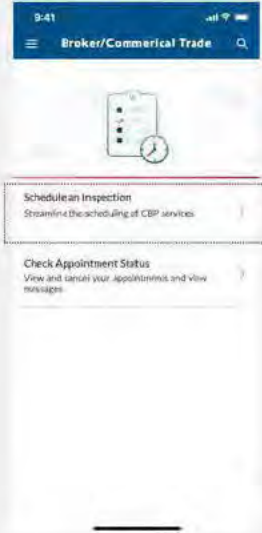 9:41
Broker/Commerical Trade
Schedule an Inspection
Streamline the scheduling of CBP services
Check Appointment Status
View and cancel your appointments and view
messages